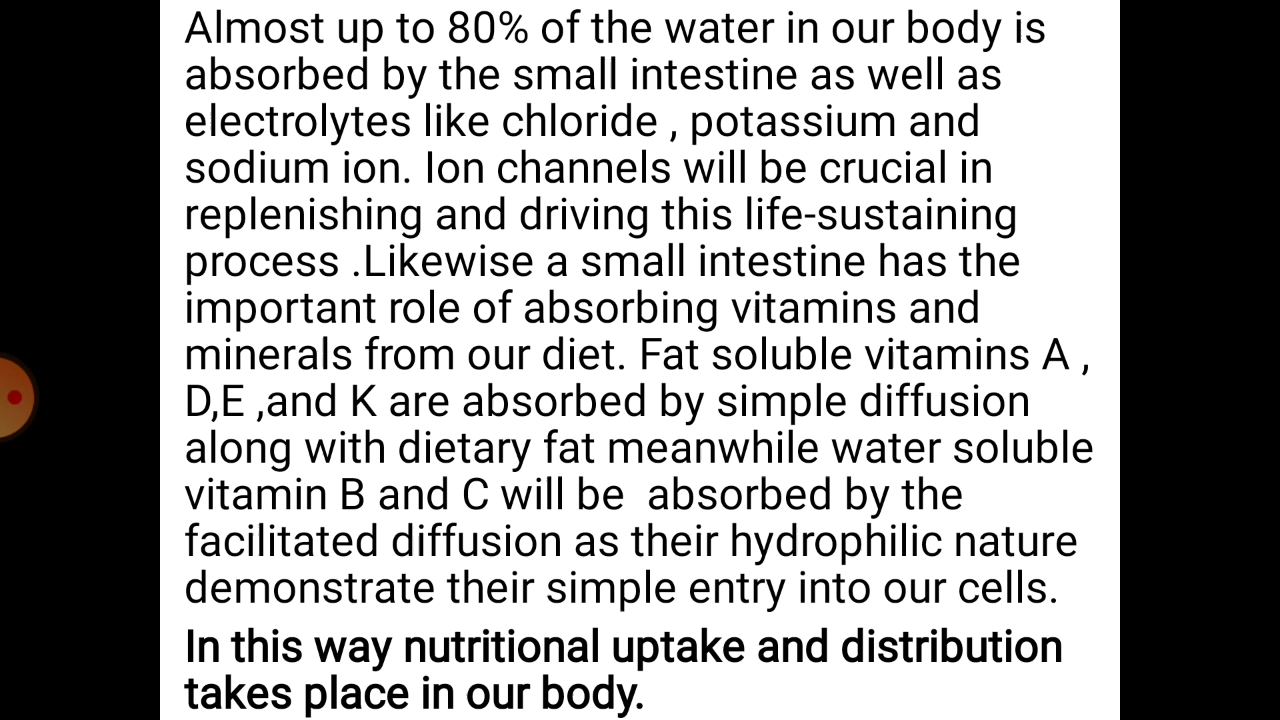 Almost up to 80% of the water in our body is
absorbed by the small intestine as well as
electrolytes like chloride , potassium and
sodium ion. Ion channels will be crucial in
replenishing and driving this life-sustaining
process .Likewise a small intestine has the
important role of absorbing vitamins and
minerals from our diet. Fat soluble vitamins A ,
D,E ,and K are absorbed by simple diffusion
along with dietary fat meanwhile water soluble
vitamin B and C will be  absorbed by the
facilitated diffusion as their hydrophilic nature
demonstrate their simple entry into our cells.
In this way nutritional uptake and distribution
takes place in our body.